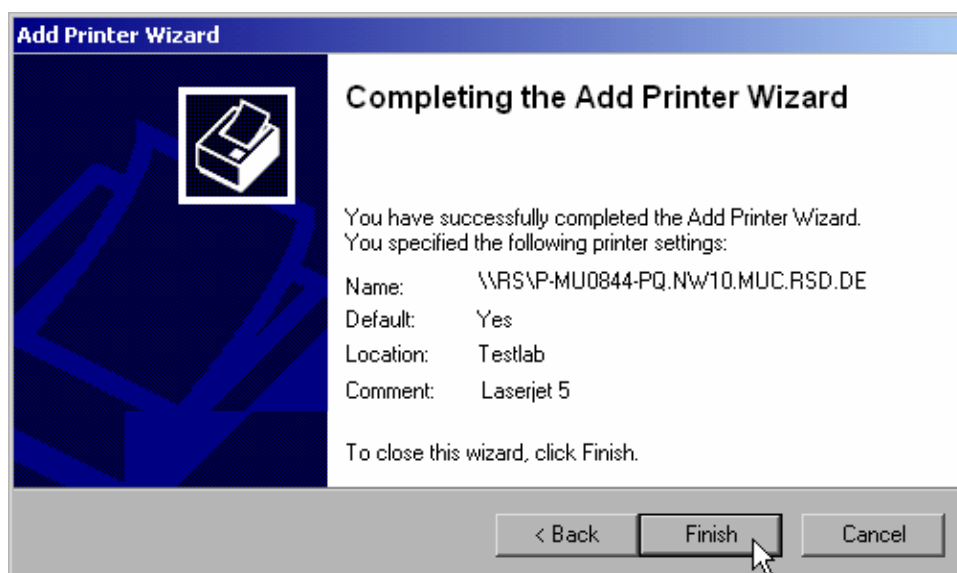 Add Printer Wizard
Completing the Add Printer Wizard
You have successfully completed the Add Printer Wizard.
You specified the following printer settings:
Name: \\RS\P-MU0844-PQ.NW10.MUC.RSD.DE
Default: Yes
Location: Testlab
Comment: Laserjet 5
To close this wizard, click Finish.
< Back Finish Cancel